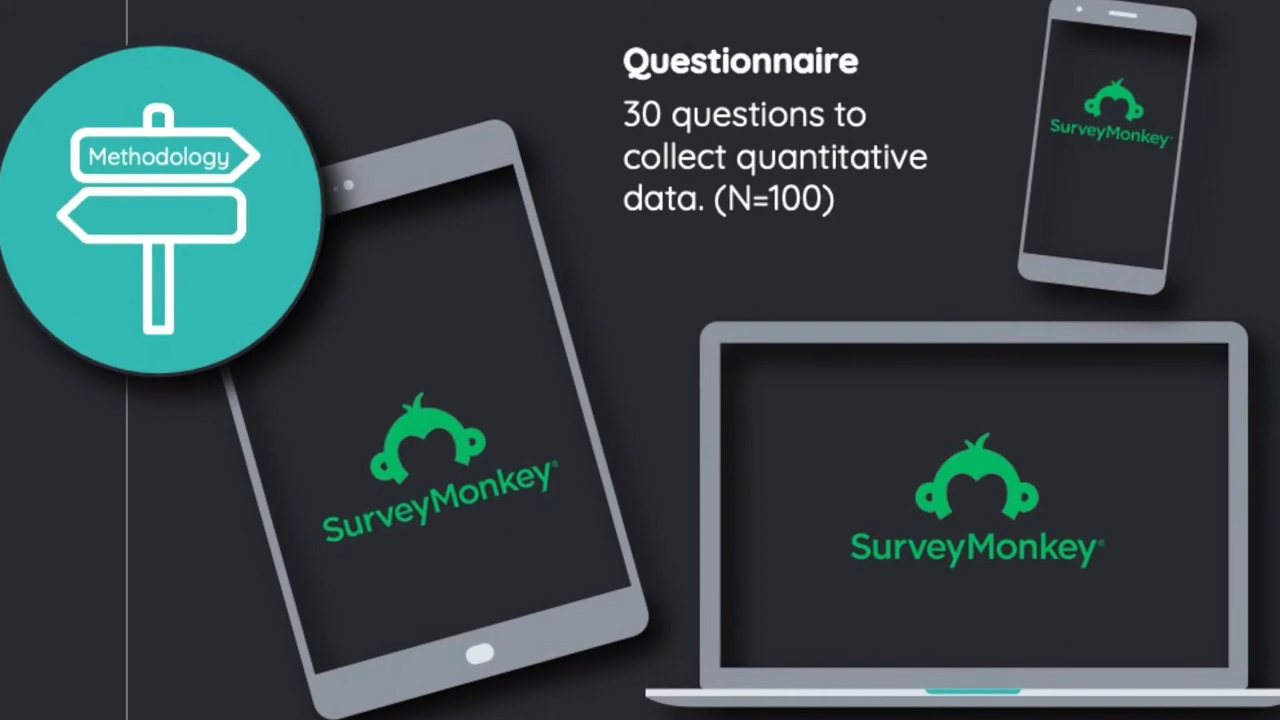 Methodology
Questionnaire
30 questions to
collect quantitative
data. (N=100)
SurveyMonkey®
SurveyMonkey®
SurveyMonkey®